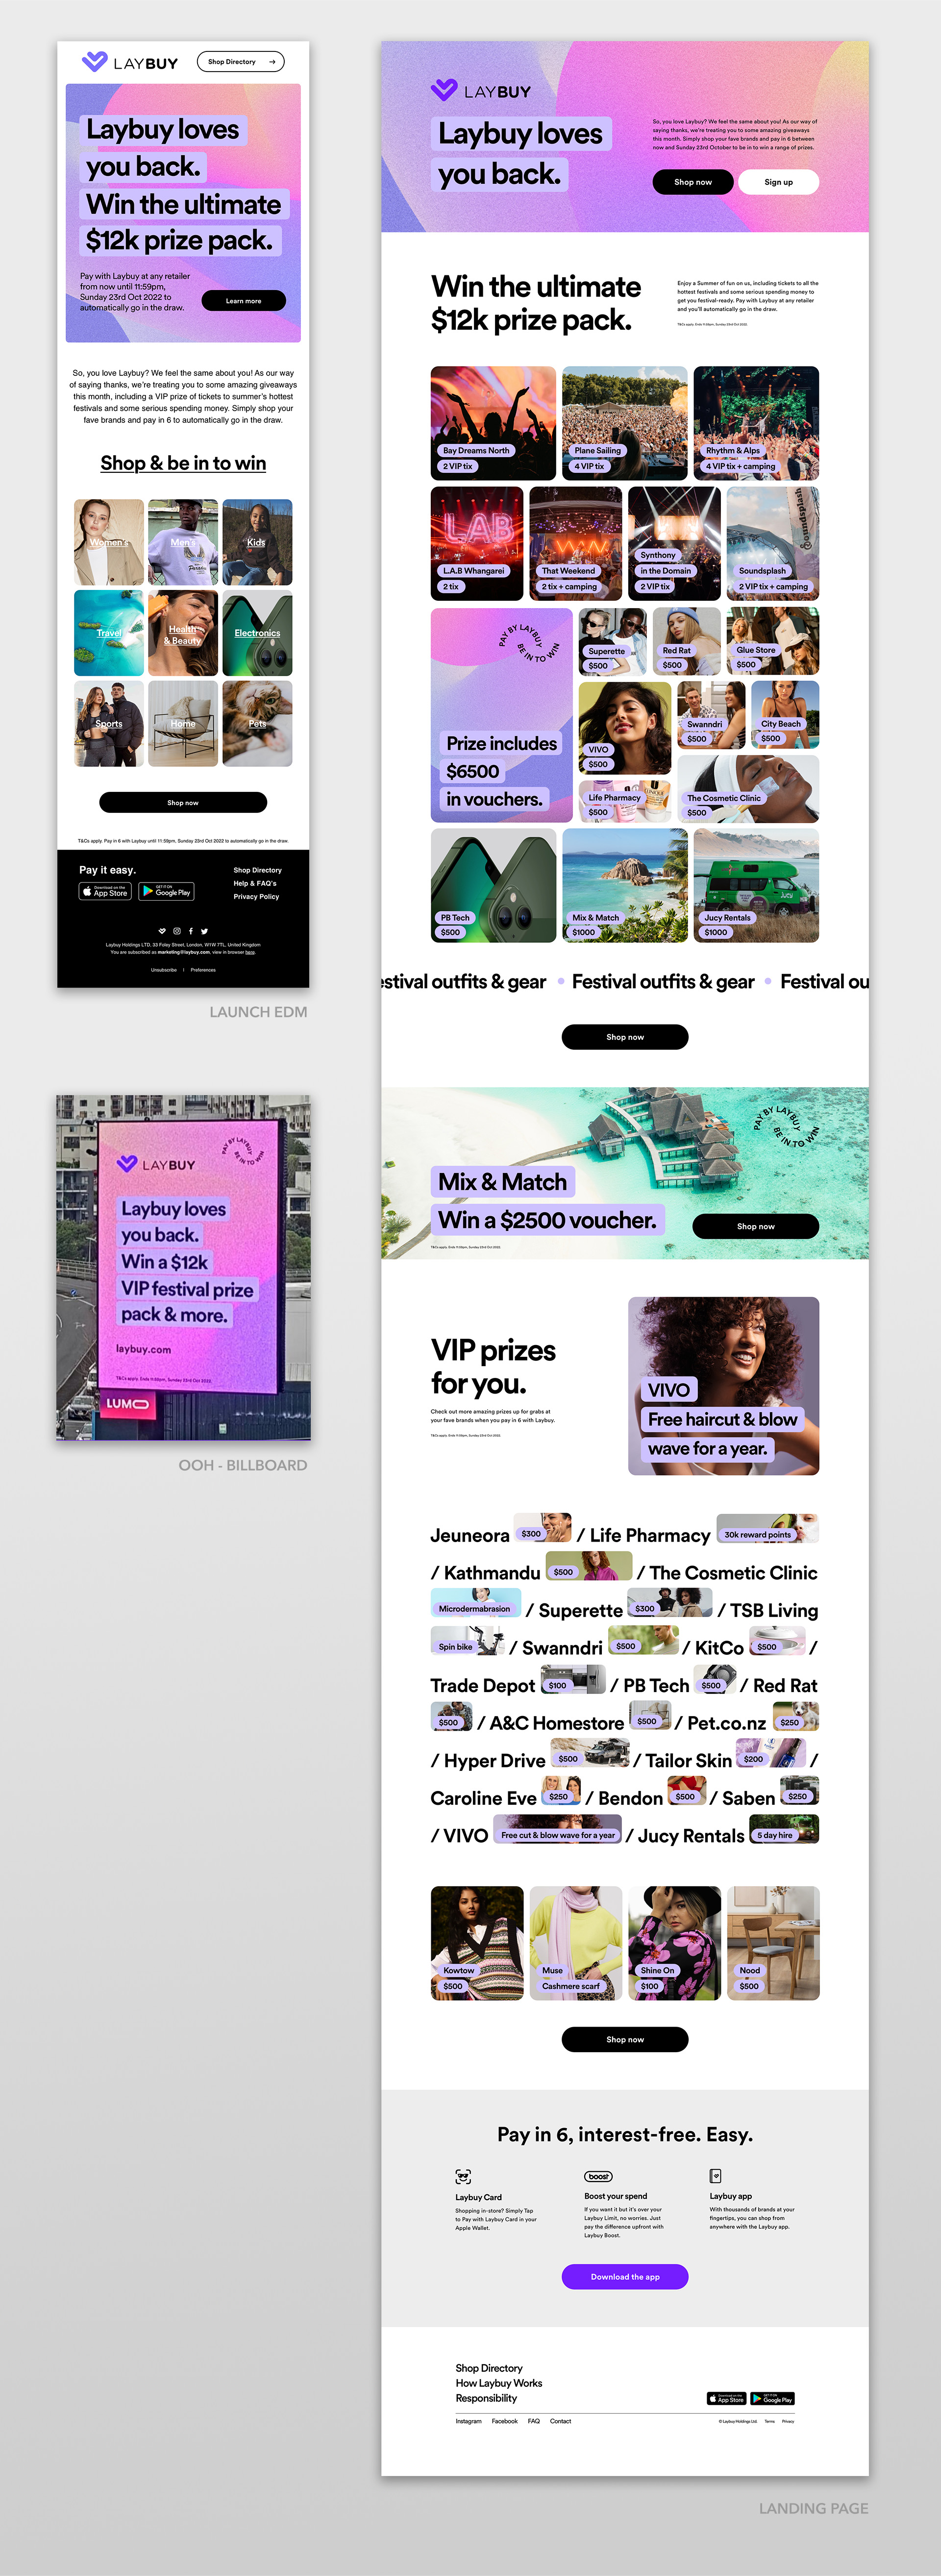 LAYBUY
Shop Directory
Laybuy loves
you back.
Win the ultimate
$12k prize pack.
Pay with Laybuy at any retailer
from now until 11:59pm,
Sunday 23rd Oct 2022 to
automatically go in the draw.
Learn more
So, you love Laybuy? We feel the same about you! As our way
of saying thanks, we're treating you to some amazing giveaways
this month, including a VIP prize of tickets to summer's hottest
festivals and some serious spending money. Simply shop your
fave brands and pay in 6 to automatically go in the draw.
Shop & be in to win
Women's
Men's
Kids
Travel
Health
& Beauty
Electronics
Sports
Home
Pets
Shop now
T&Cs apply. Pay in 6 with Laybuy until 11:59pm, Sunday 23rd Oct 2022 to automatically go in the draw.
Pay it easy.
Download on the
App Store
GET IT ON
Google Play
Shop Directory
Help & FAQ's
Privacy Policy
Laybuy Holdings LTD, 33 Foley Street, London, W1W 7TL, United Kingdom
You are subscribed as marketing@laybuy.com, view in browser here.
Unsubscribe | Preferences
LAUNCH EDM
PAY BY LAYBUY
BE IN TO WIN
LAYBUY
Laybuy loves
you back.
Win a $12k
VIP festival prize
pack & more.
laybuy.com
T&Cs apply. Ends 11:59pm, Sunday 23rd Oct 2022.
LUMO
OOH - BILLBOARD
LAYBUY
Laybuy loves
you back.
So, you love Laybuy? We feel the same about you! As our way of
saying thanks, we're treating you to some amazing giveaways
this month. Simply shop your fave brands and pay in 6 between
now and Sunday 23rd October to be in to win a range of prizes.
Shop now
Sign up
Win the ultimate
$12k prize pack.
Enjoy a Summer of fun on us, including tickets to all the
hottest festivals and some serious spending money to
get you festival-ready. Pay with Laybuy at any retailer
and you'll automatically go in the draw.
T&Cs apply. Ends 11:59pm, Sunday 23rd Oct 2022.
Bay Dreams North
2 VIP tix
Plane Sailing
4 VIP tix
Rhythm & Alps
4 VIP tix + camping
LAB
L.A.B Whangarei
2 tix
That Weekend
2 tix + camping
Synthony
in the Domain
2 VIP tix
Soundsplash
Soundsplash
2 VIP tix + camping
PAY BY LAYBUY
BE IN TO WIN
Prize includes
$6500
in vouchers.
Superette
$500
Red Rat
$500
Glue Store
$500
VIVO
$500
Swanndri
$500
City Beach
$500
Life Pharmacy
$500
The Cosmetic Clinic
$500
PB Tech
$500
Mix & Match
$1000
JUCY
Jucy Rentals
$1000
estival outfits & gear • Festival outfits & gear • Festival ou
Shop now
PAY BY LAYBUY
BE IN TO WIN
Mix & Match
Win a $2500 voucher.
Shop now
T&Cs apply. Ends 11:59pm, Sunday 23rd Oct 2022.
VIP prizes
for you.
Check out more amazing prizes up for grabs at
your fave brands when you pay in 6 with Laybuy.
T&Cs apply. Ends 11:59pm, Sunday 23rd Oct 2022.
VIVO
Free haircut & blow
wave for a year.
Jeuneora $300 / Life Pharmacy 30k reward points
/ Kathmandu $500 / The Cosmetic Clinic
Microdermabrasion / Superette $300 / TSB Living
Spin bike / Swanndri $500 / KitCo $500 /
Trade Depot $100 / PB Tech $500 / Red Rat
$500 / A&C Homestore $500 / Pet.co.nz $250
/ Hyper Drive $500 / Tailor Skin $200 /
Caroline Eve $250 / Bendon $500 / Saben $250
/ VIVO Free cut & blow wave for a year / Jucy Rentals 5 day hire
Kowtow
$500
Muse
Cashmere scarf
Shine On
$100
Nood
$500
Shop now
Pay in 6, interest-free. Easy.
Laybuy Card
Shopping in-store? Simply Tap
to Pay with Laybuy Card in your
Apple Wallet.
boost
Boost your spend
If you want it but it's over your
Laybuy Limit, no worries. Just
pay the difference upfront with
Laybuy Boost.
Laybuy app
With thousands of brands at your
fingertips, you can shop from
anywhere with the Laybuy app.
Download the app
Shop Directory
How Laybuy Works
Responsibility
Download on the
App Store
GET IT ON
Google Play
Instagram Facebook FAQ Contact
© Laybuy Holdings Ltd. Terms Privacy
LANDING PAGE